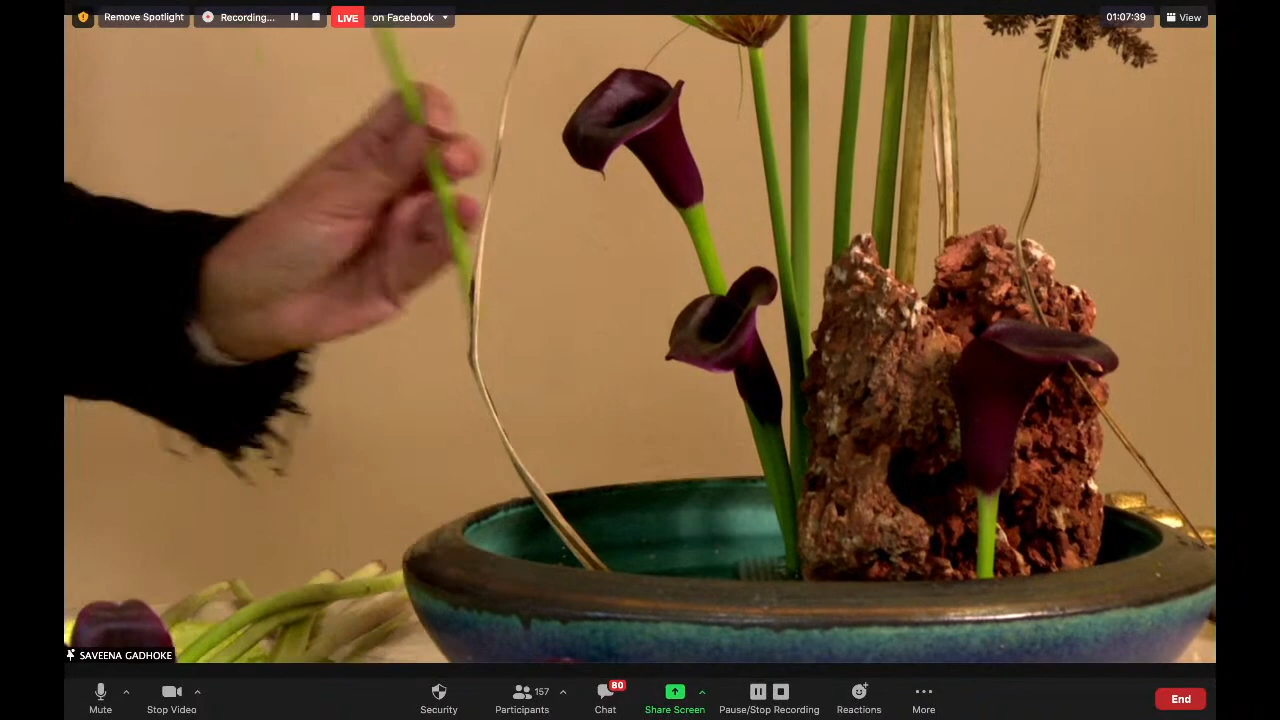 Remove Spotlight
Recording...
LIVE on Facebook
01:07:39
View
SAVEENA GADHOKE
Mute
Stop Video
Security
157
Participants
80
Chat
Share Screen
Pause/Stop Recording
Reactions
More
End